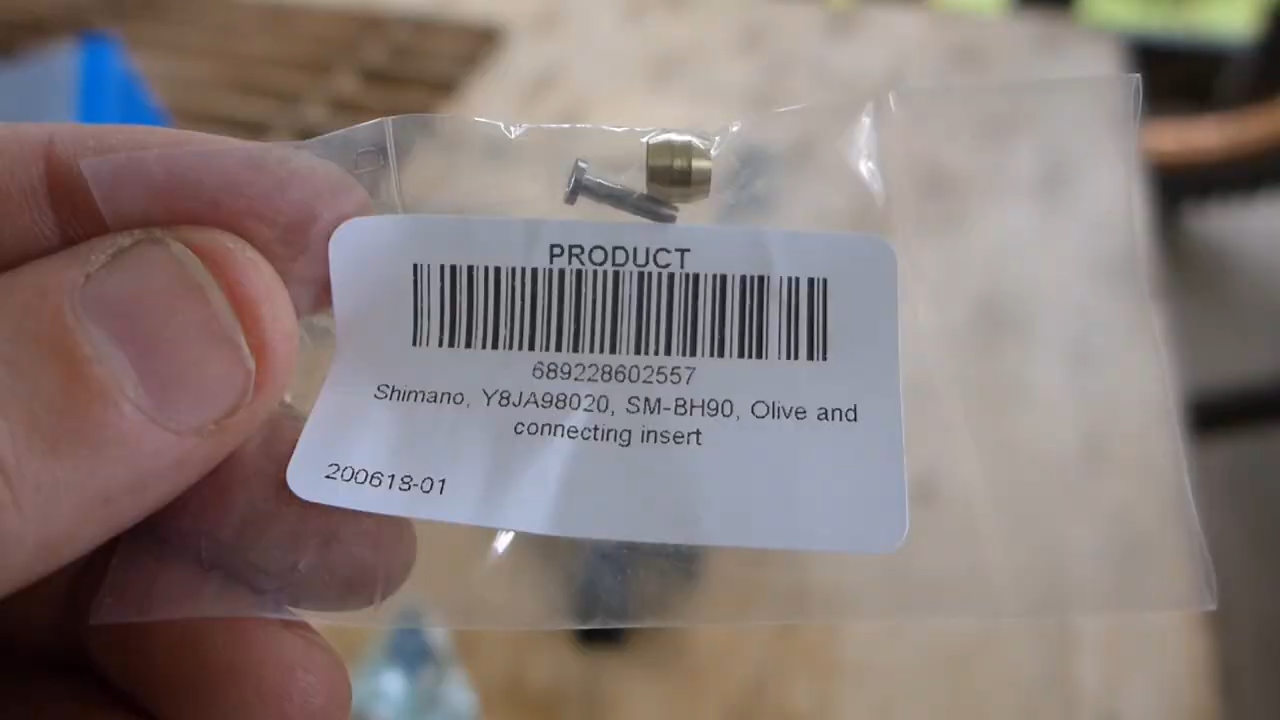 PRODUCT
689228602557
Shimano, Y8JA98020, SM-BH90, Olive and
connecting insert
200618-01